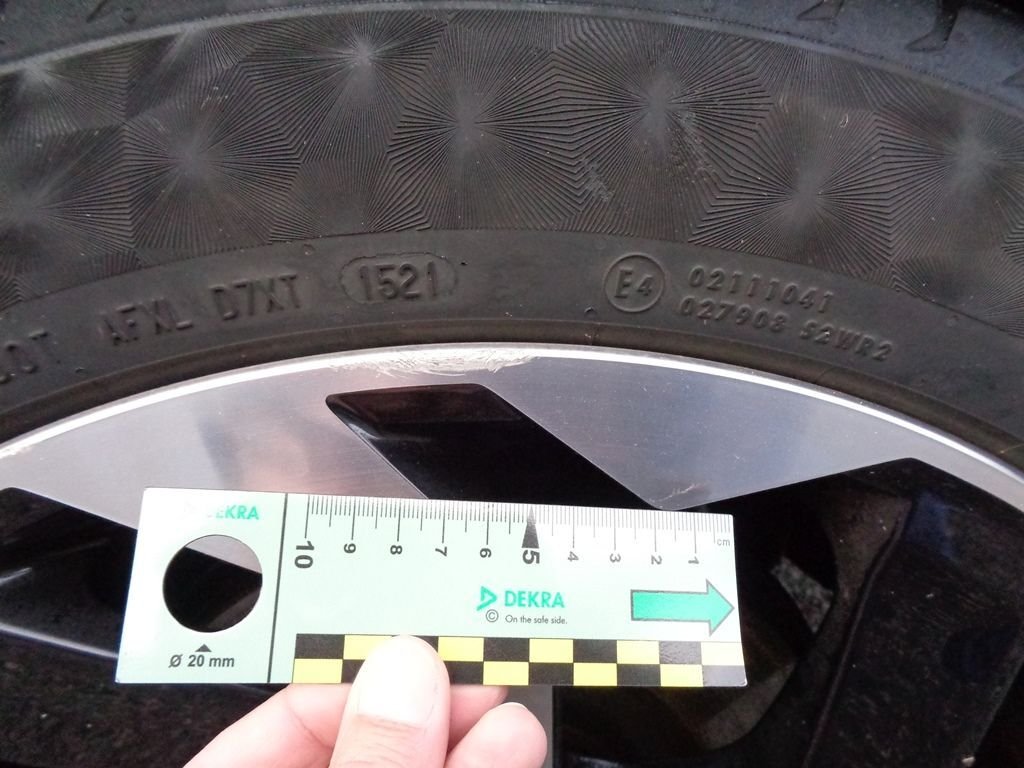 AFXL D7XT 1521
E4
02111041
027908 S2WR2
DEKRA
10 9 8 7 6 5 4 3 2 1 cm
DEKRA
© On the safe side.
Ø 20 mm